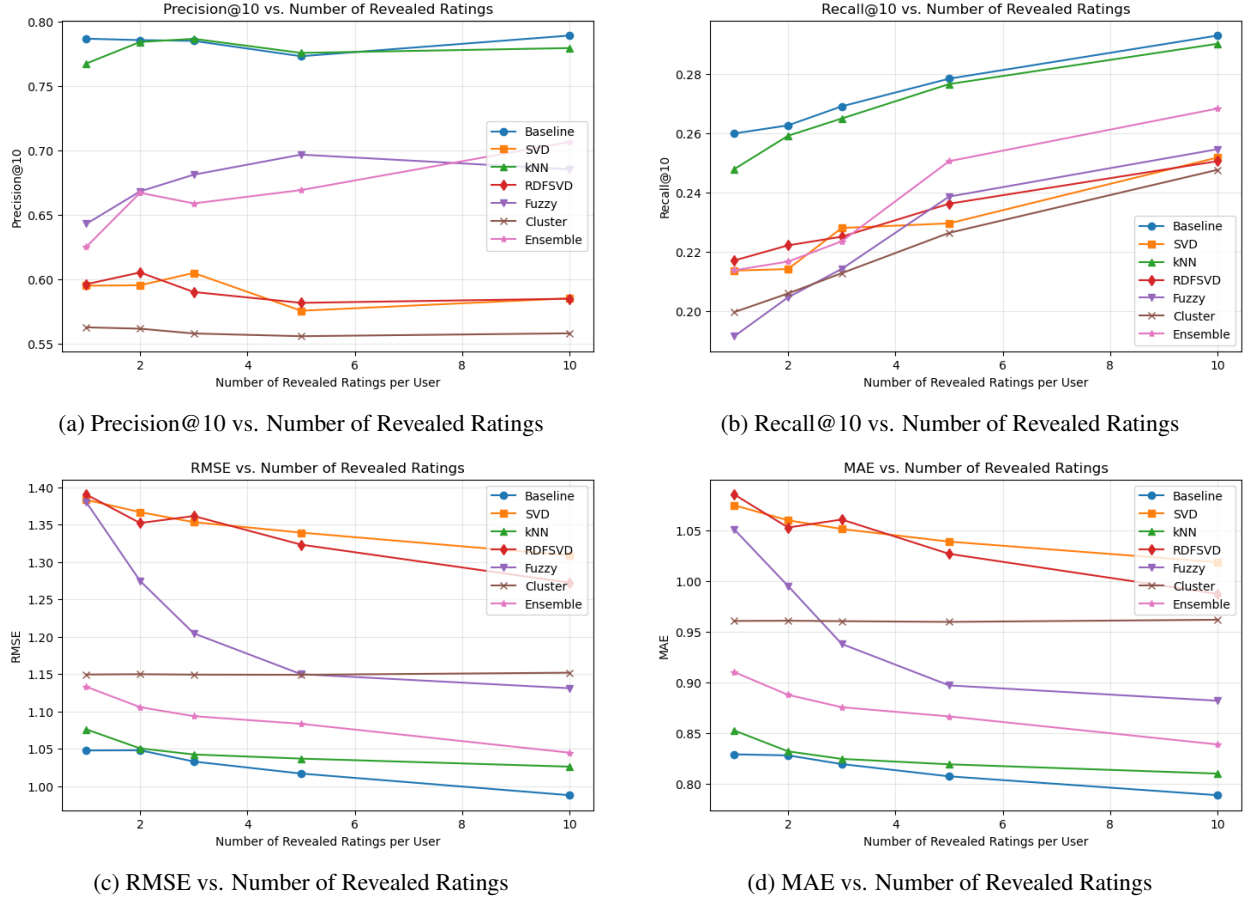 Precision@10 vs. Number of Revealed Ratings
0.80
0.75
0.70
0.65
0.60
0.55
Precision@10
Baseline
SVD
kNN
RDFSVD
Fuzzy
Cluster
Ensemble
2 4 6 8 10
Number of Revealed Ratings per User
(a) Precision@10 vs. Number of Revealed Ratings
Recall@10 vs. Number of Revealed Ratings
0.28
0.26
0.24
0.22
0.20
Recall@10
Baseline
SVD
kNN
RDFSVD
Fuzzy
Cluster
Ensemble
2 4 6 8 10
Number of Revealed Ratings per User
(b) Recall@10 vs. Number of Revealed Ratings
RMSE vs. Number of Revealed Ratings
1.40
1.35
1.30
1.25
1.20
1.15
1.10
1.05
1.00
RMSE
Baseline
SVD
kNN
RDFSVD
Fuzzy
Cluster
Ensemble
2 4 6 8 10
Number of Revealed Ratings per User
(c) RMSE vs. Number of Revealed Ratings
MAE vs. Number of Revealed Ratings
1.05
1.00
0.95
0.90
0.85
0.80
MAE
Baseline
SVD
kNN
RDFSVD
Fuzzy
Cluster
Ensemble
2 4 6 8 10
Number of Revealed Ratings per User
(d) MAE vs. Number of Revealed Ratings